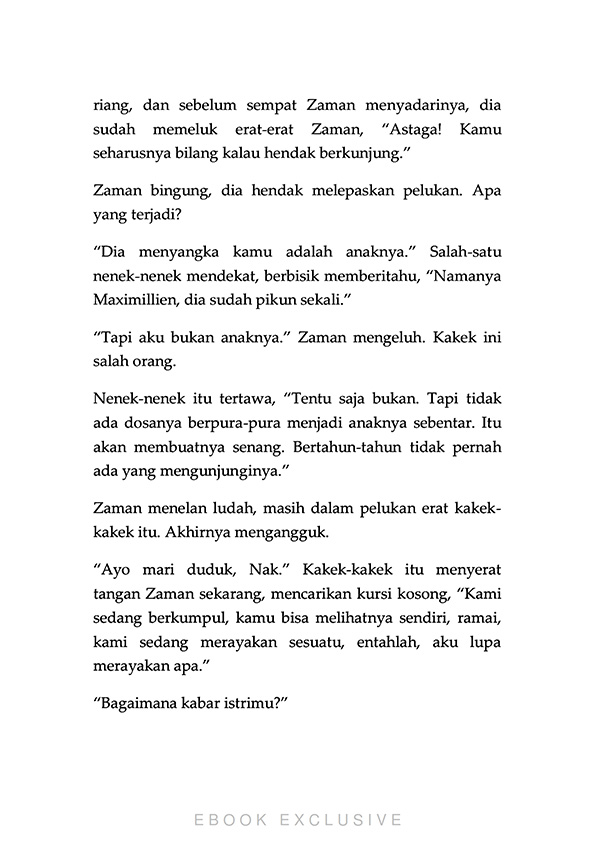 riang, dan sebelum sempat Zaman menyadarinya, dia
sudah memeluk erat-erat Zaman, “Astaga! Kamu
seharusnya bilang kalau hendak berkunjung.”
Zaman bingung, dia hendak melepaskan pelukan. Apa
yang terjadi?
“Dia menyangka kamu adalah anaknya.” Salah-satu
nenek-nenek mendekat, berbisik memberitahu, “Namanya
Maximillien, dia sudah pikun sekali.”
“Tapi aku bukan anaknya.” Zaman mengeluh. Kakek ini
salah orang.
Nenek-nenek itu tertawa, “Tentu saja bukan. Tapi tidak
ada dosanya berpura-pura menjadi anaknya sebentar. Itu
akan membuatnya senang. Bertahun-tahun tidak pernah
ada yang mengunjunginya.”
Zaman menelan ludah, masih dalam pelukan erat kakek-
kakek itu. Akhirnya mengangguk.
“Ayo mari duduk, Nak.” Kakek-kakek itu menyerat
tangan Zaman sekarang, mencarikan kursi kosong, “Kami
sedang berkumpul, kamu bisa melihatnya sendiri, ramai,
kami sedang merayakan sesuatu, entahlah, aku lupa
merayakan apa.”
“Bagaimana kabar istrimu?”
EBOOK EXCLUSIVE